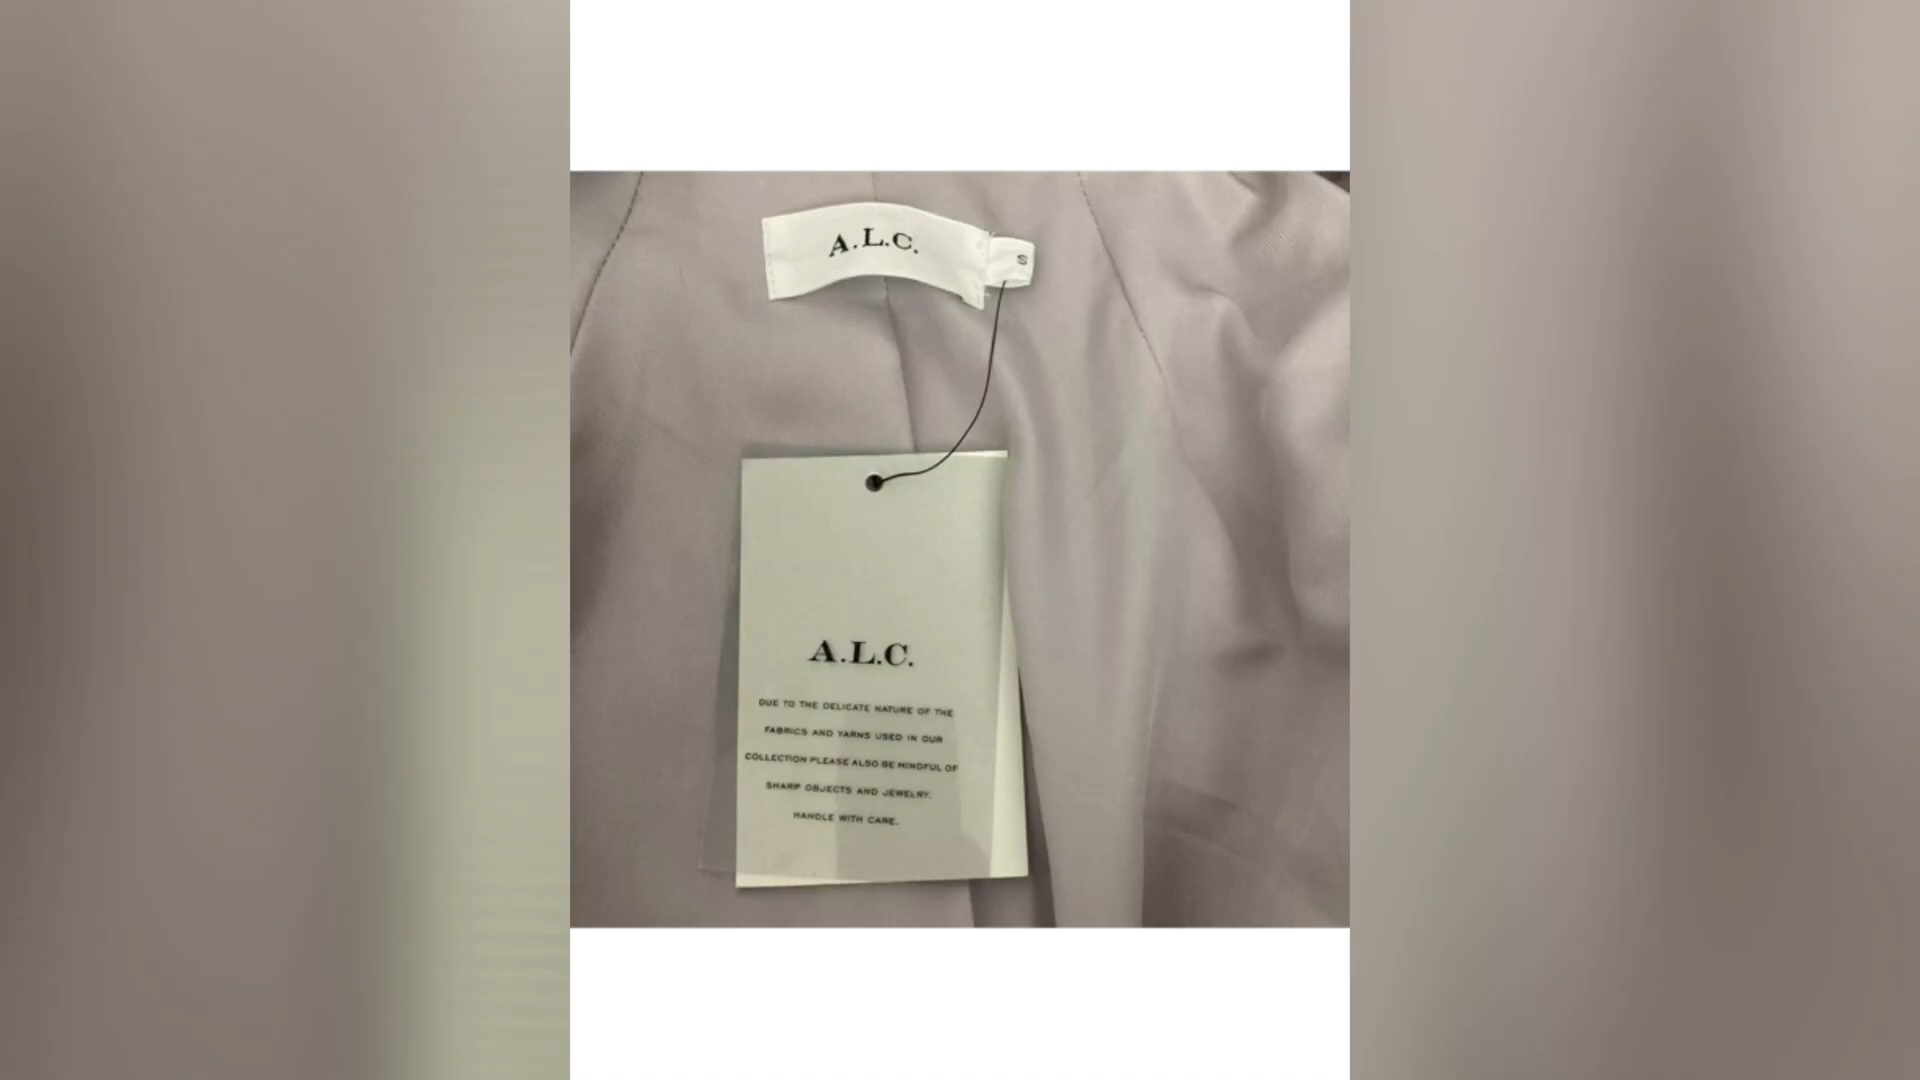 A.L.C.
A.L.C.
DUE TO THE DELICATE NATURE OF THE
FABRICS AND YARNS USED IN OUR
COLLECTION PLEASE ALSO BE MINDFUL OF
SHARP OBJECTS AND JEWELRY.
HANDLE WITH CARE.